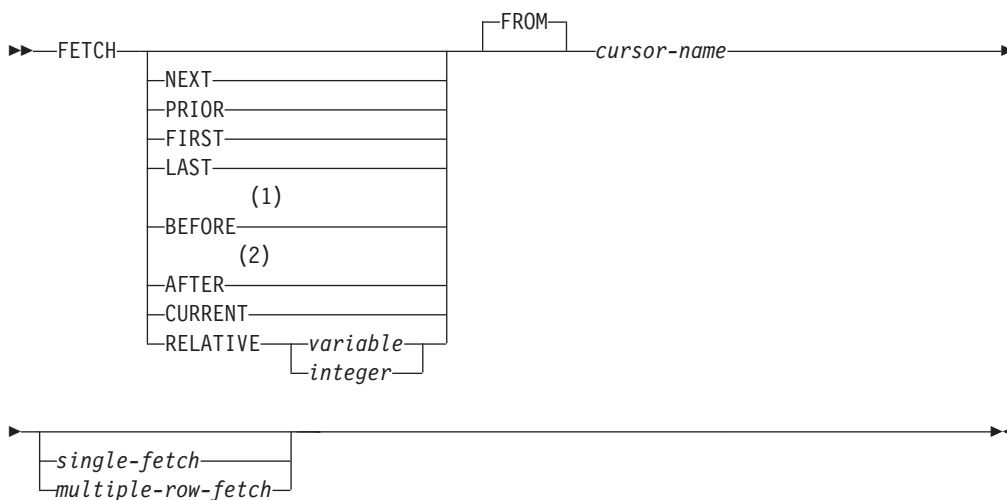 FROM
FETCH cursor-name
NEXT
PRIOR
FIRST
LAST
(1)
BEFORE
(2)
AFTER
CURRENT
RELATIVE variable
integer
single-fetch
multiple-row-fetch